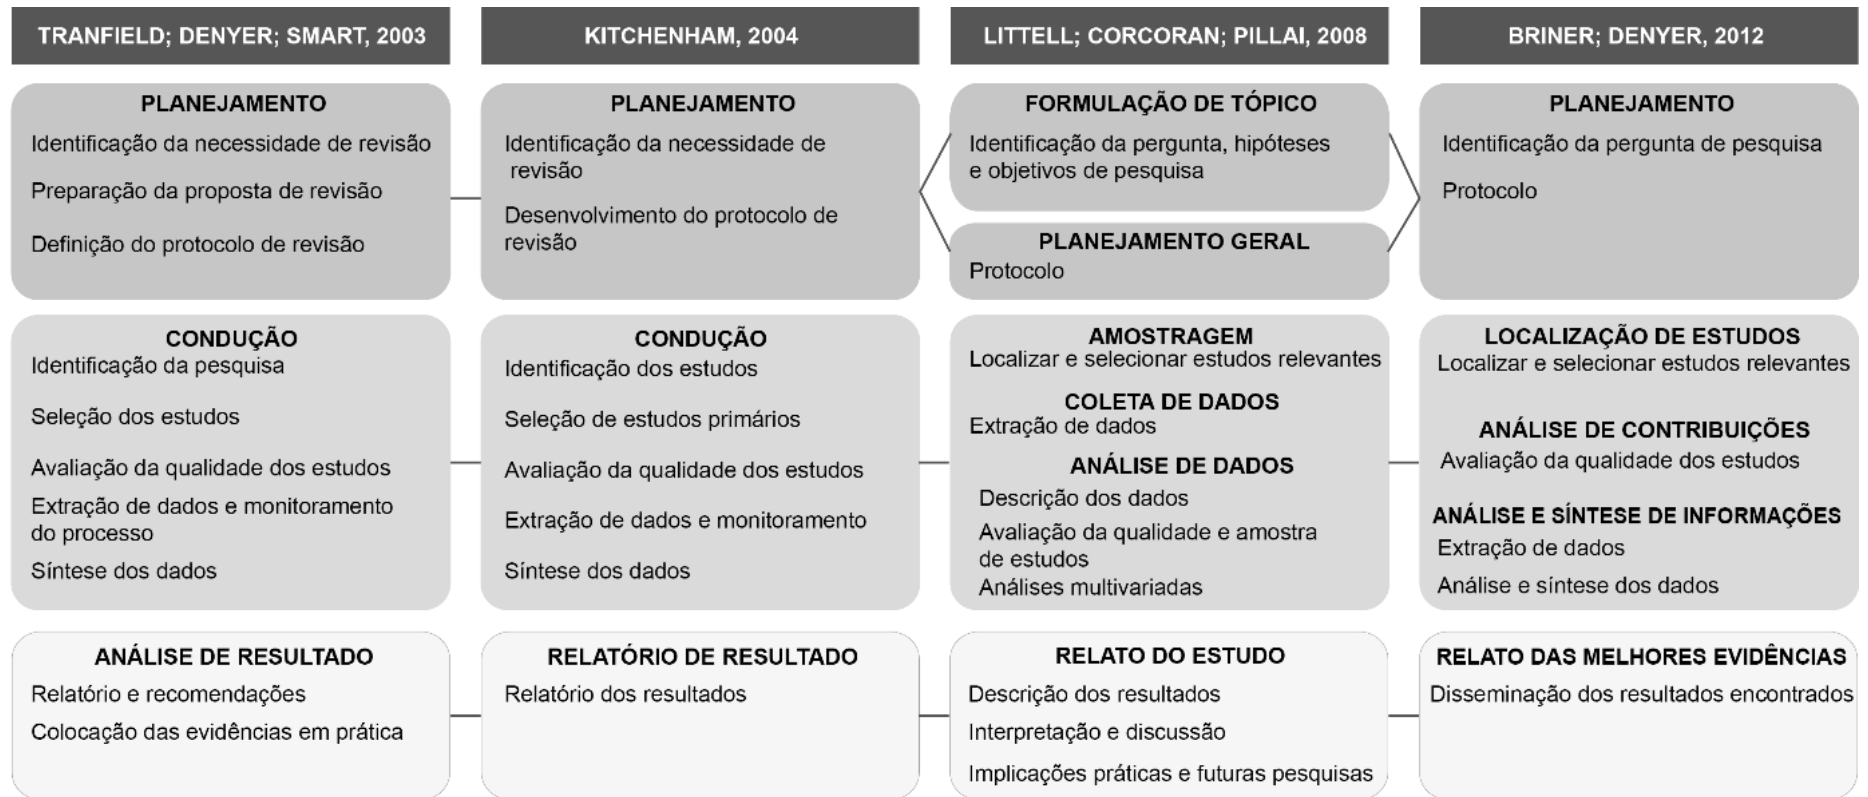 TRANFIELD; DENYER; SMART, 2003
PLANEJAMENTO
Identificação da necessidade de revisão
Preparação da proposta de revisão
Definição do protocolo de revisão
CONDUÇÃO
Identificação da pesquisa
Seleção dos estudos
Avaliação da qualidade dos estudos
Extração de dados e monitoramento
do processo
Síntese dos dados
ANÁLISE DE RESULTADO
Relatório e recomendações
Colocação das evidências em prática
KITCHENHAM, 2004
PLANEJAMENTO
Identificação da necessidade de
revisão
Desenvolvimento do protocolo de
revisão
CONDUÇÃO
Identificação dos estudos
Seleção de estudos primários
Avaliação da qualidade dos estudos
Extração de dados e monitoramento
Síntese dos dados
RELATÓRIO DE RESULTADO
Relatório dos resultados
LITTELL; CORCORAN; PILLAI, 2008
FORMULAÇÃO DE TÓPICO
Identificação da pergunta, hipóteses
e objetivos de pesquisa
PLANEJAMENTO GERAL
Protocolo
AMOSTRAGEM
Localizar e selecionar estudos relevantes
COLETA DE DADOS
Extração de dados
ANÁLISE DE DADOS
Descrição dos dados
Avaliação da qualidade e amostra
de estudos
Análises multivariadas
RELATO DO ESTUDO
Descrição dos resultados
Interpretação e discussão
Implicações práticas e futuras pesquisas
BRINER; DENYER, 2012
PLANEJAMENTO
Identificação da pergunta de pesquisa
Protocolo
LOCALIZAÇÃO DE ESTUDOS
Localizar e selecionar estudos relevantes
ANÁLISE DE CONTRIBUIÇÕES
Avaliação da qualidade dos estudos
ANÁLISE E SÍNTESE DE INFORMAÇÕES
Extração de dados
Análise e síntese dos dados
RELATO DAS MELHORES EVIDÊNCIAS
Disseminação dos resultados encontrados